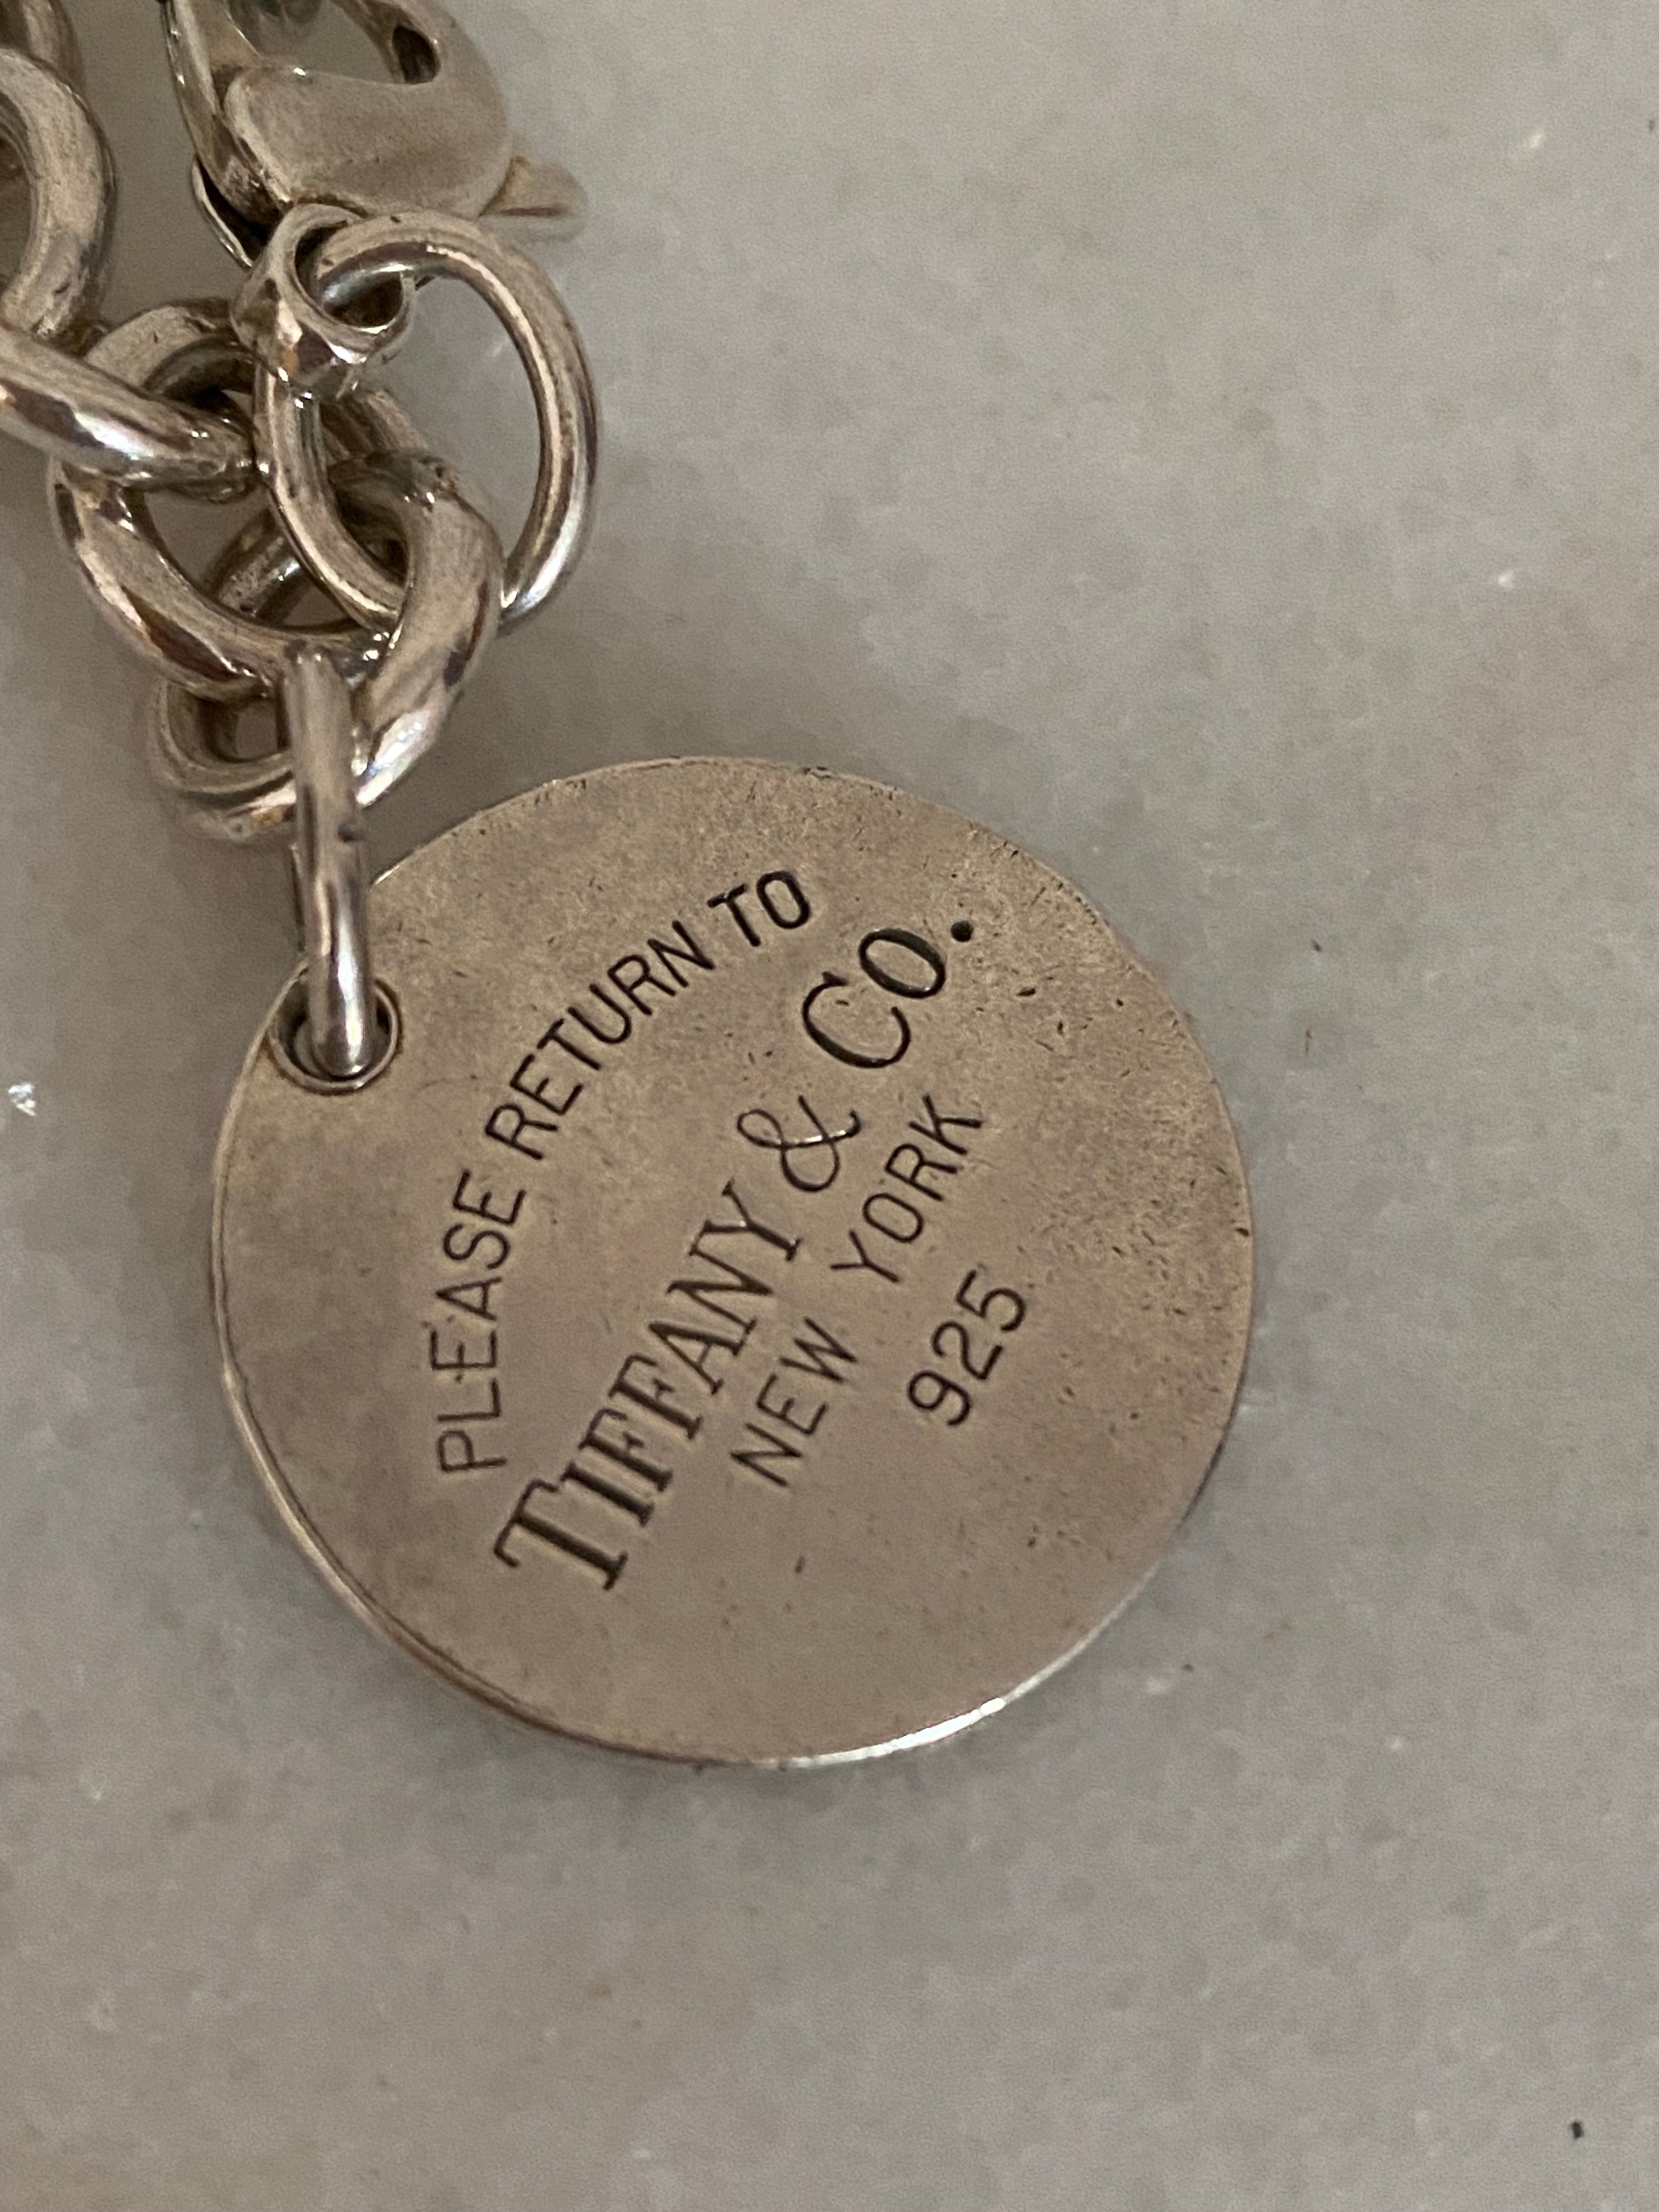 PLEASE RETURN TO
TIFFANY & CO.
NEW YORK
925